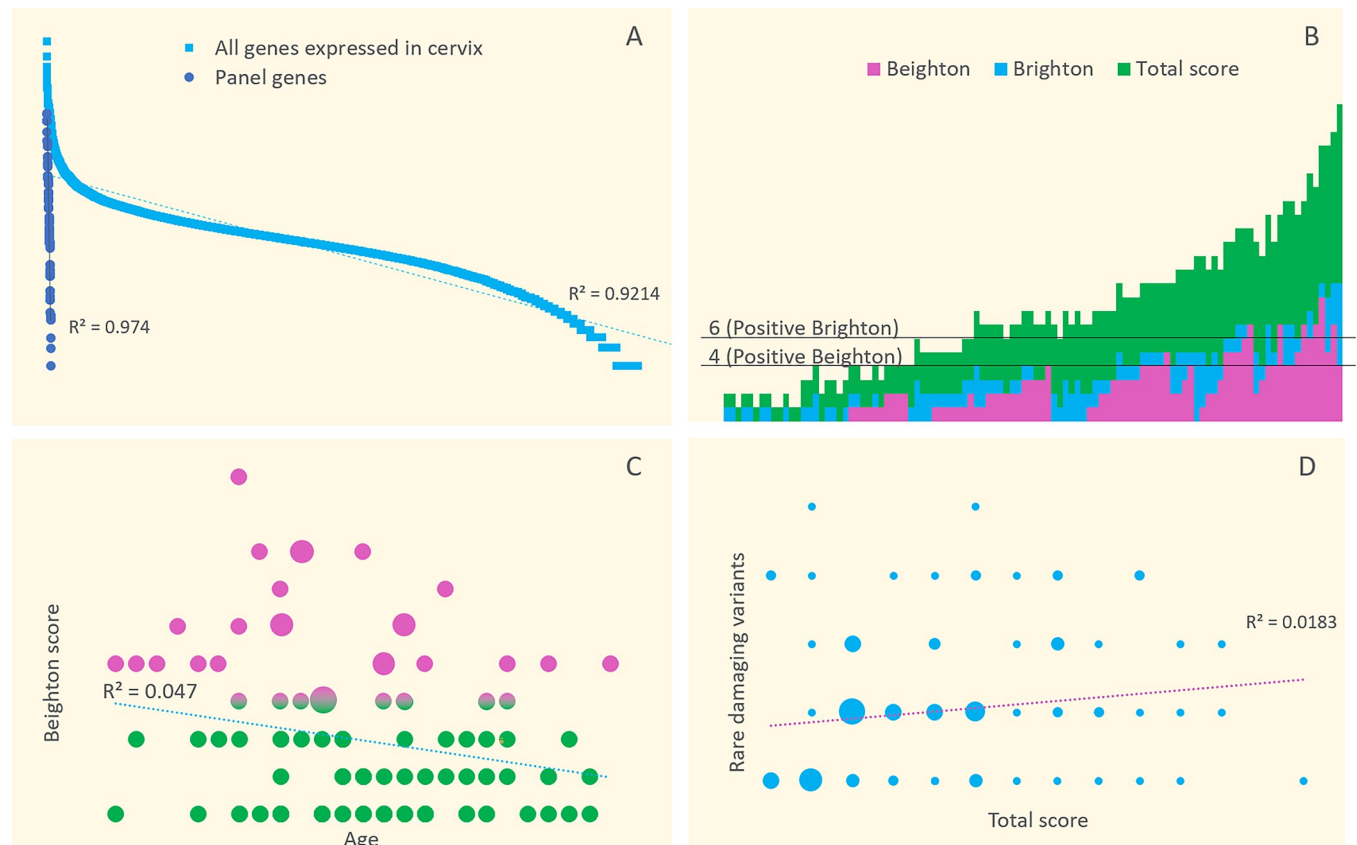 A
All genes expressed in cervix
Panel genes
R² = 0.9214
R² = 0.974
B
Beighton Brighton Total score
6 (Positive Brighton)
4 (Positive Beighton)
C
Beighton score
R² = 0.047
Age
D
Rare damaging variants
R² = 0.0183
Total score